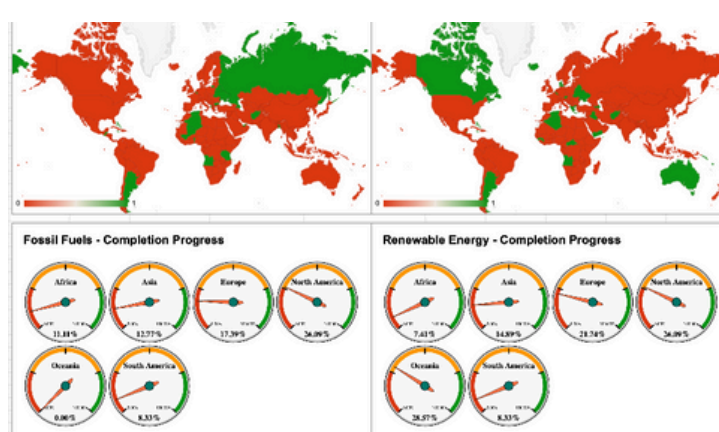 0 1
Fossil Fuels - Completion Progress
Renewable Energy - Completion Progress
Africa
11.11%
Asia
12.77%
Europe
17.39%
North America
26.09%
Africa
7.41%
Asia
14.89%
Europe
21.74%
North America
26.09%
Oceania
0.00%
South America
8.33%
Oceania
28.57%
South America
8.33%